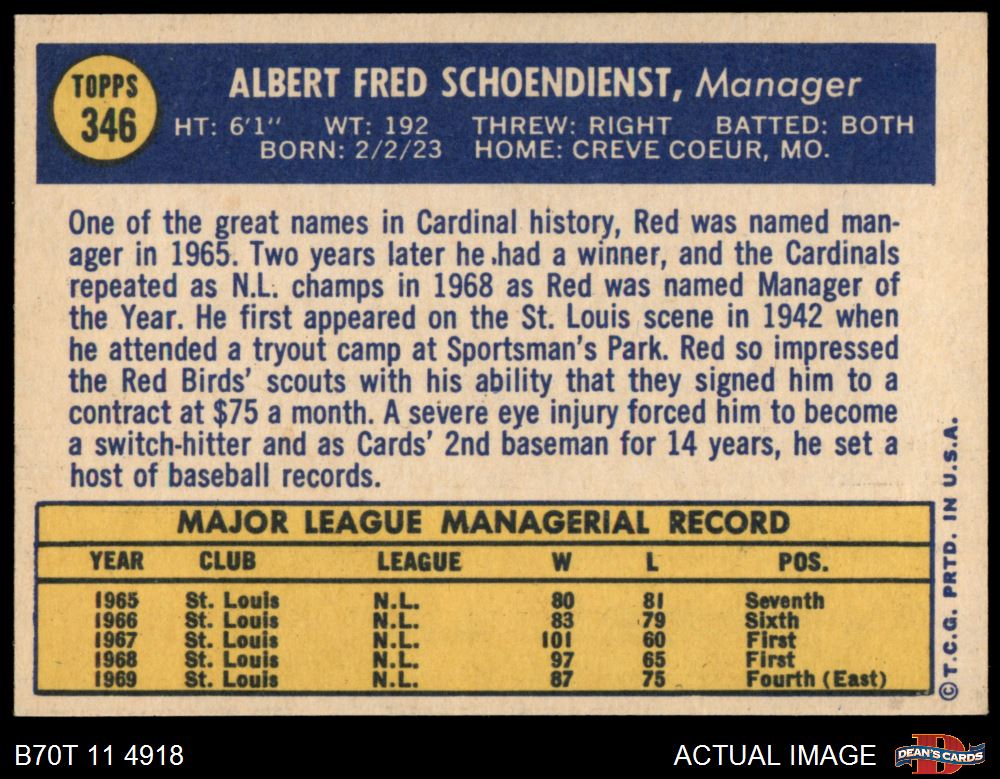 TOPPS
346
ALBERT FRED SCHOENDIENST, Manager
HT: 6'1" WT: 192 THREW: RIGHT BATTED: BOTH
BORN: 2/2/23 HOME: CREVE COEUR, MO.
One of the great names in Cardinal history, Red was named man-
ager in 1965. Two years later he had a winner, and the Cardinals
repeated as N.L. champs in 1968 as Red was named Manager of
the Year. He first appeared on the St. Louis scene in 1942 when
he attended a tryout camp at Sportsman's Park. Red so impressed
the Red Birds' scouts with his ability that they signed him to a
contract at $75 a month. A severe eye injury forced him to become
a switch-hitter and as Cards' 2nd baseman for 14 years, he set a
host of baseball records.
MAJOR LEAGUE MANAGERIAL RECORD
YEAR CLUB LEAGUE W L POS.
1965 St. Louis N.L. 80 81 Seventh
1966 St. Louis N.L. 83 79 Sixth
1967 St. Louis N.L. 101 60 First
1968 St. Louis N.L. 97 65 First
1969 St. Louis N.L. 87 75 Fourth (East)
© T.C.G. PRTD. IN U.S.A.
B70T 11 4918
ACTUAL IMAGE
D
DEAN'S CARDS